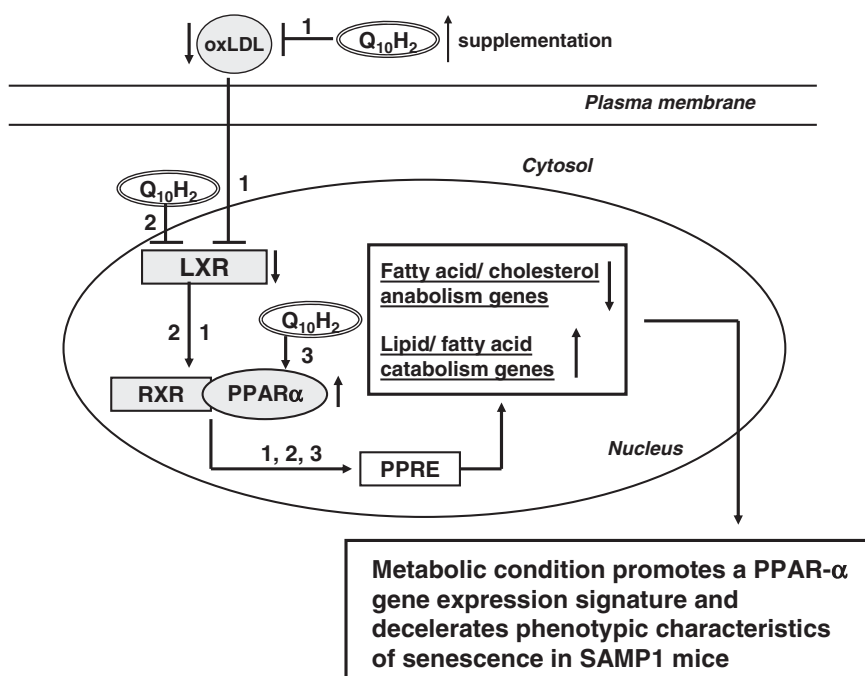 1
oxLDL
Q10H2
supplementation
Plasma membrane
Cytosol
Q10H2
1
2
LXR
Fatty acid/ cholesterol
anabolism genes
Q10H2
2 1
3
Lipid/ fatty acid
catabolism genes
RXR
PPARα
1, 2, 3
PPRE
Nucleus
Metabolic condition promotes a PPAR-α
gene expression signature and
decelerates phenotypic characteristics
of senescence in SAMP1 mice